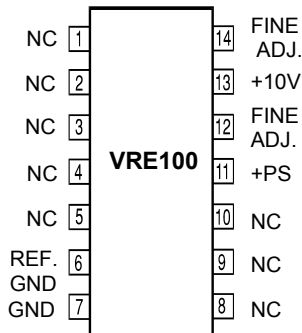 NC 1
NC 2
NC 3
NC 4
NC 5
REF. 6
GND
GND 7
VRE100
14 FINE
ADJ.
13 +10V
12 FINE
ADJ.
11 +PS
10 NC
9 NC
8 NC